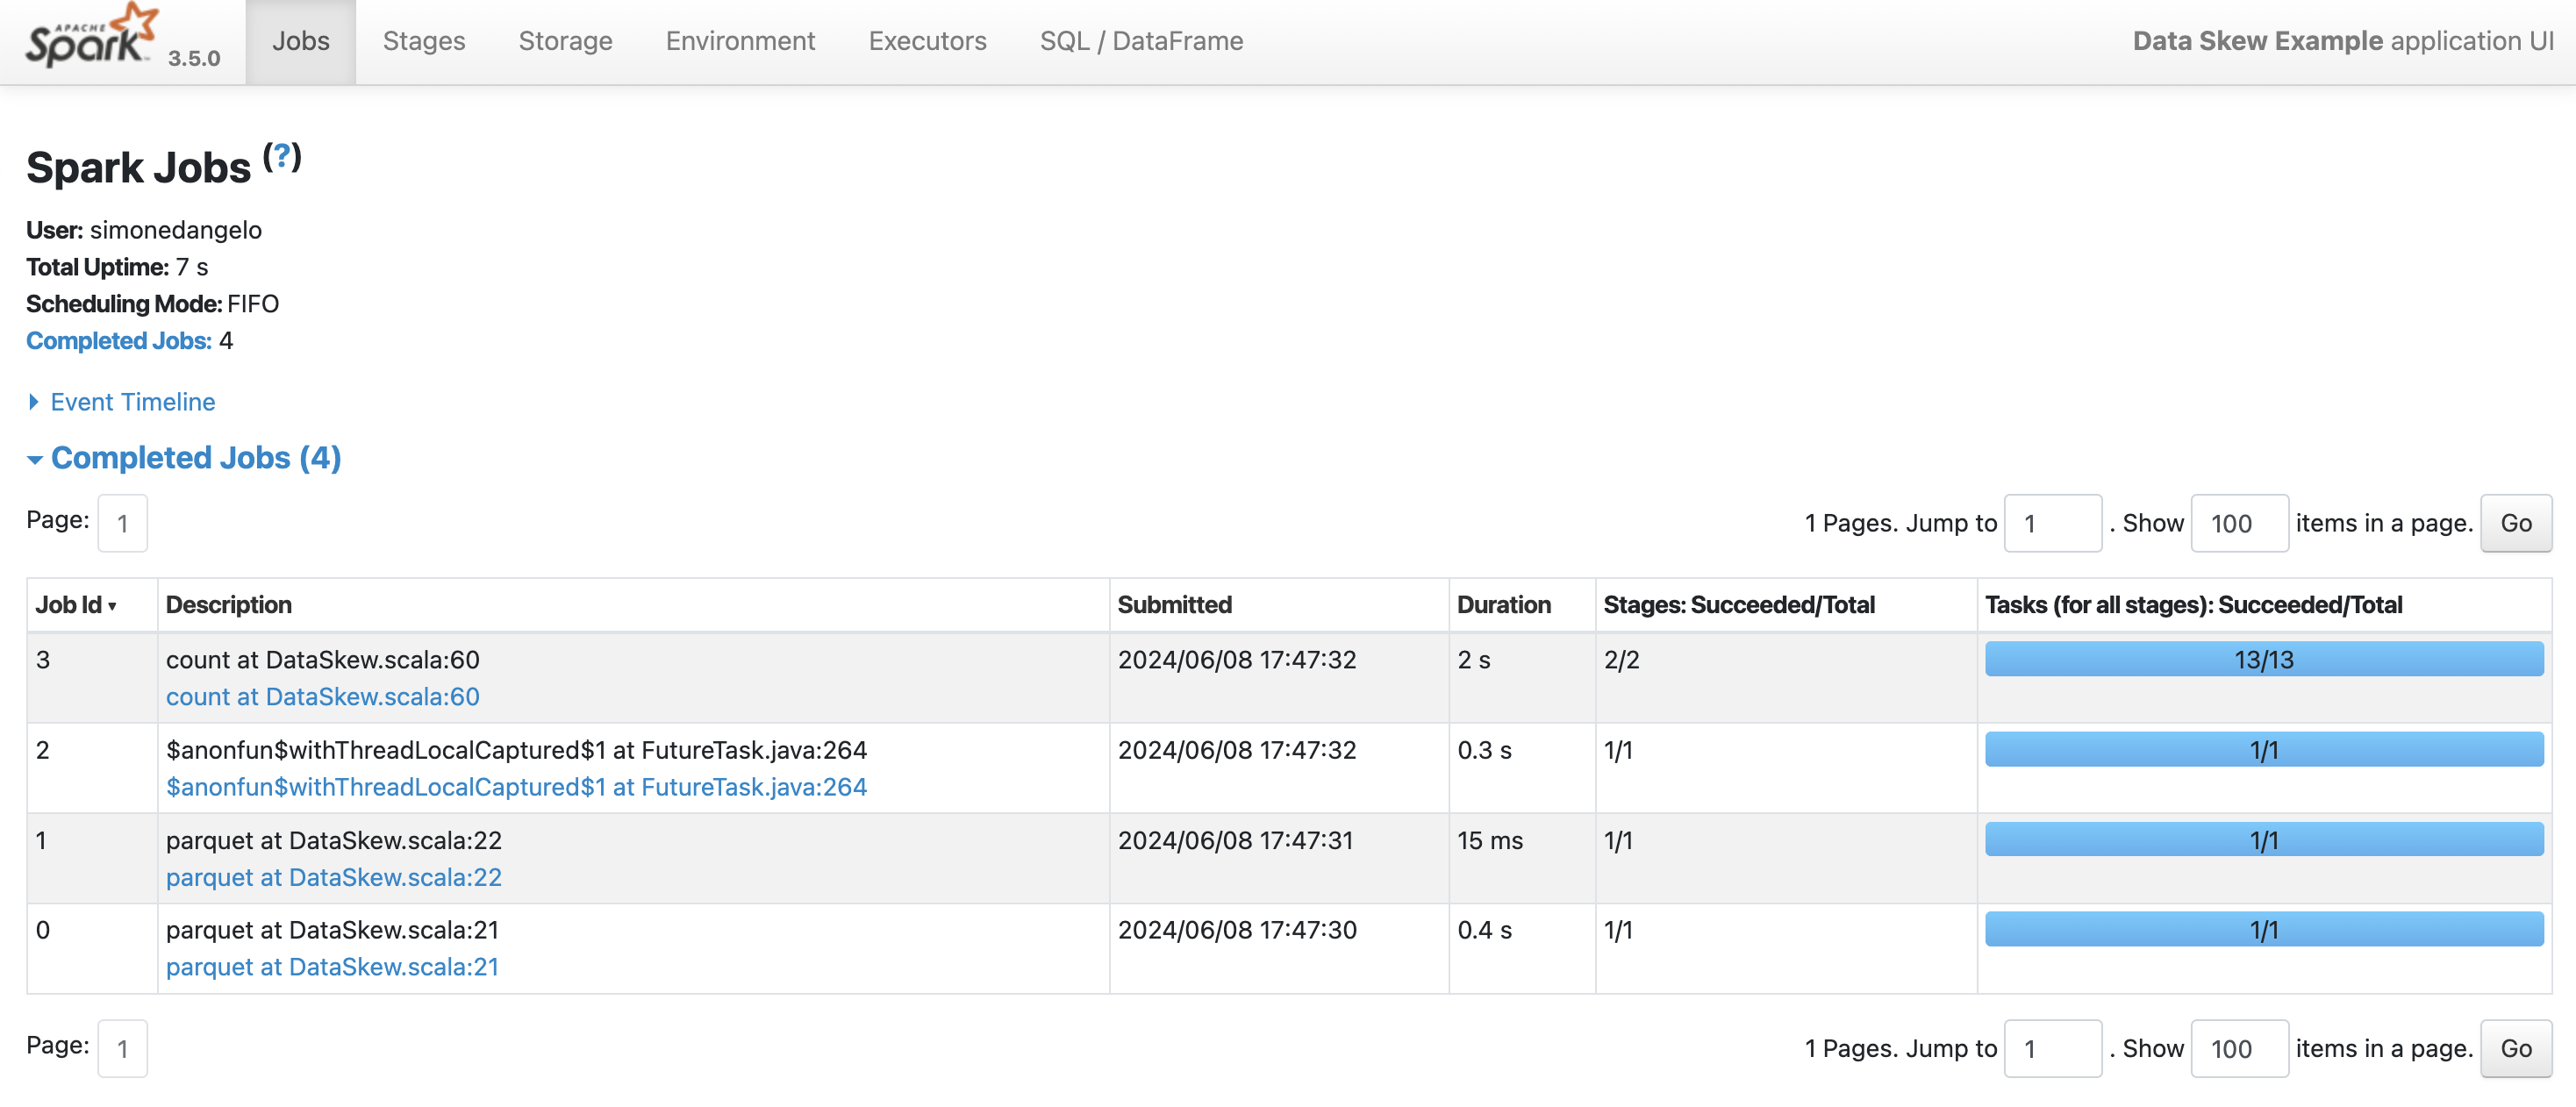 APACHE
Spark 3.5.0 Jobs Stages Storage Environment Executors SQL / DataFrame Data Skew Example application UI
Spark Jobs (?)
User: simonedangelo
Total Uptime: 7 s
Scheduling Mode: FIFO
Completed Jobs: 4
Event Timeline
Completed Jobs (4)
Page: 1 1 Pages. Jump to 1 . Show 100 items in a page. Go
Job Id ▾ Description Submitted Duration Stages: Succeeded/Total Tasks (for all stages): Succeeded/Total
3 count at DataSkew.scala:60 2024/06/08 17:47:32 2 s 2/2 13/13
count at DataSkew.scala:60
2 $anonfun$withThreadLocalCaptured$1 at FutureTask.java:264 2024/06/08 17:47:32 0.3 s 1/1 1/1
$anonfun$withThreadLocalCaptured$1 at FutureTask.java:264
1 parquet at DataSkew.scala:22 2024/06/08 17:47:31 15 ms 1/1 1/1
parquet at DataSkew.scala:22
0 parquet at DataSkew.scala:21 2024/06/08 17:47:30 0.4 s 1/1 1/1
parquet at DataSkew.scala:21
Page: 1 1 Pages. Jump to 1 . Show 100 items in a page. Go